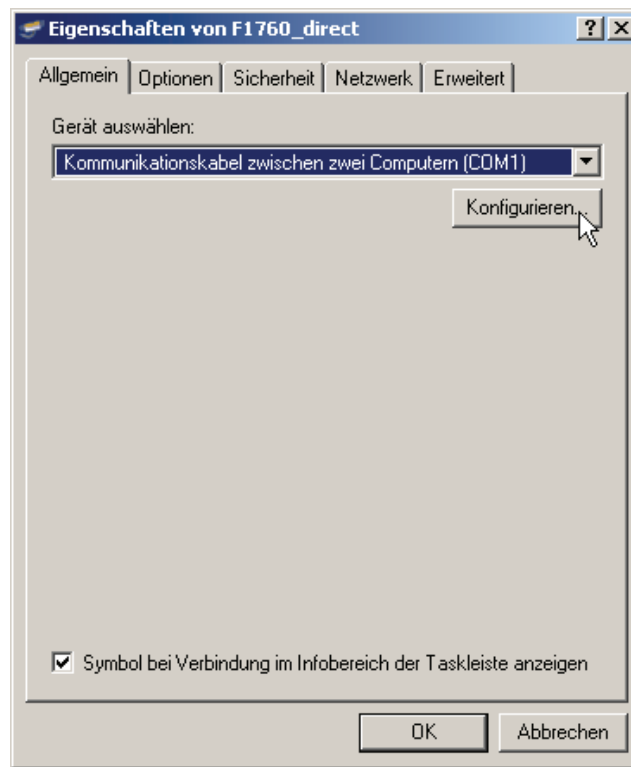 Eigenschaften von F1760_direct
Allgemein Optionen Sicherheit Netzwerk Erweitert
Gerät auswählen:
Kommunikationskabel zwischen zwei Computern (COM1)
Konfigurieren...
Symbol bei Verbindung im Infobereich der Taskleiste anzeigen
OK Abbrechen